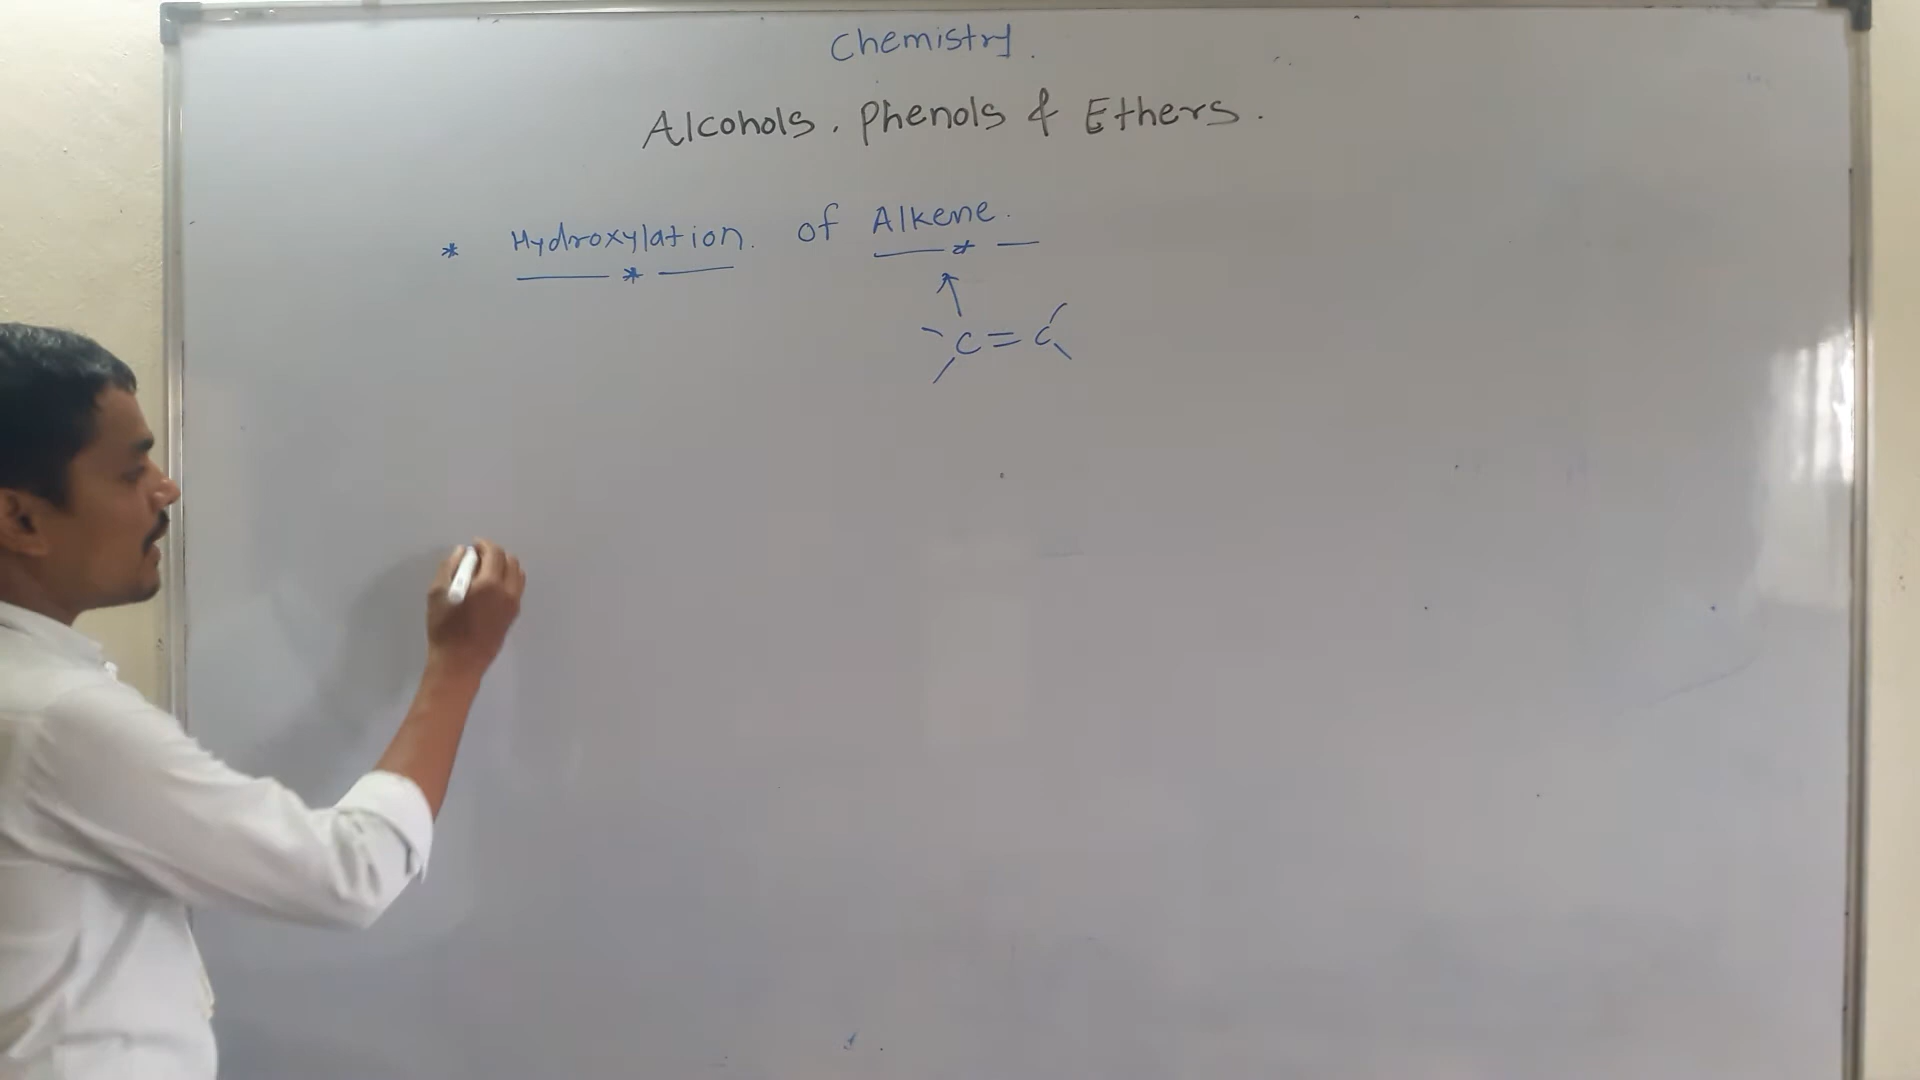 Chemistry.
Alcohols, Phenols & Ethers.
* Hydroxylation. of Alkene.
C=C